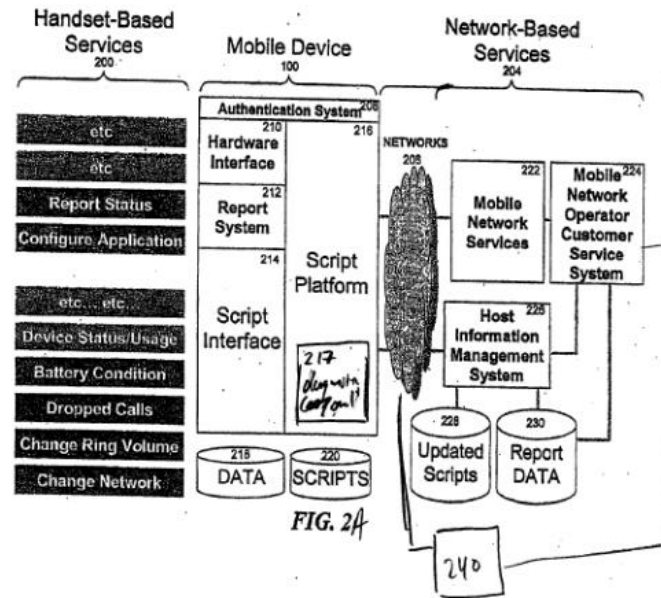 Handset-Based
Services
200
Mobile Device
100
Network-Based
Services
204
etc
etc
Report Status
Configure Application
etc... etc...
Device Status/Usage
Battery Condition
Dropped Calls
Change Ring Volume
Change Network
Authentication System
210
Hardware
Interface
212
Report
System
214
Script
Interface
216
Script
Platform
217
218
DATA
220
SCRIPTS
NETWORKS
222
Mobile
Network
Services
224
Mobile
Network
Operator
Customer
Service
System
Host
Information
Management
System
228
Updated
Scripts
230
Report
DATA
FIG. 2A
240